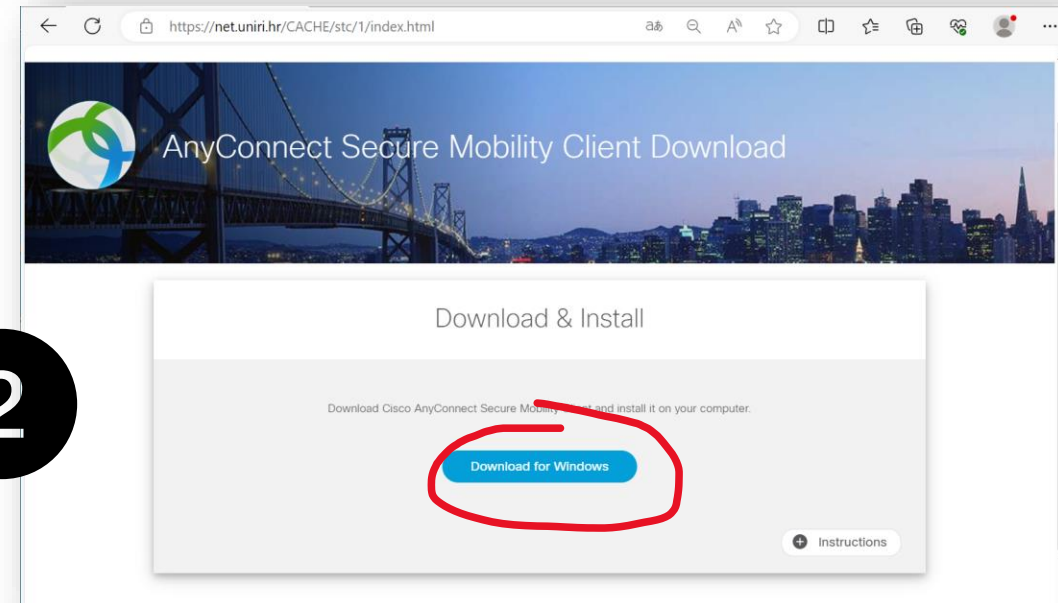 https://net.uniri.hr/CACHE/stc/1/index.html
AnyConnect Secure Mobility Client Download
Download & Install
2
Download Cisco AnyConnect Secure Mobility Client and install it on your computer.
Download for Windows
Instructions